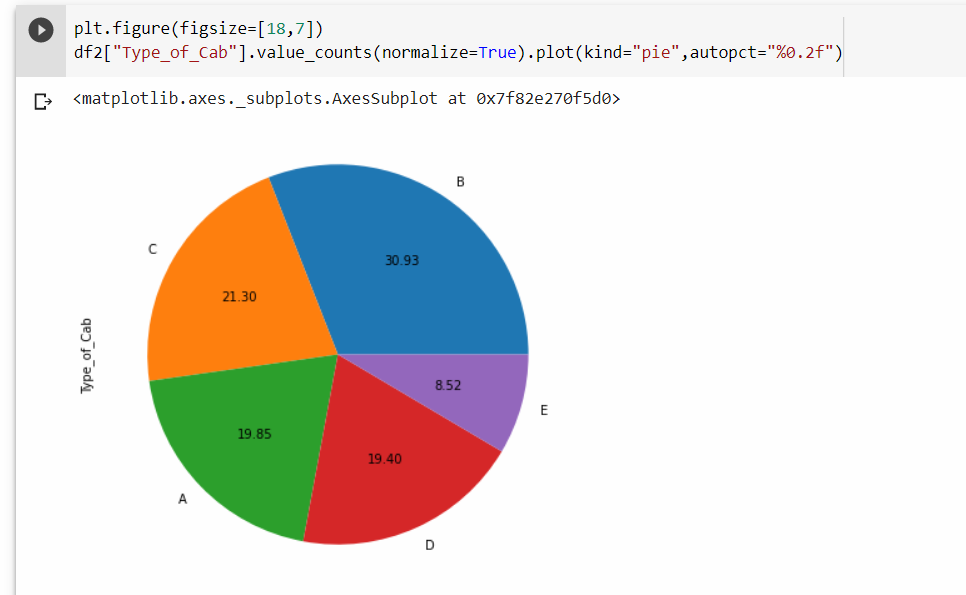 plt.figure(figsize=[18,7])
df2["Type_of_Cab"].value_counts(normalize=True).plot(kind="pie",autopct="%0.2f")
<matplotlib.axes._subplots.AxesSubplot at 0x7f82e270f5d0>
B
30.93
C
21.30
Type_of_Cab
8.52
E
19.85
19.40
A
D